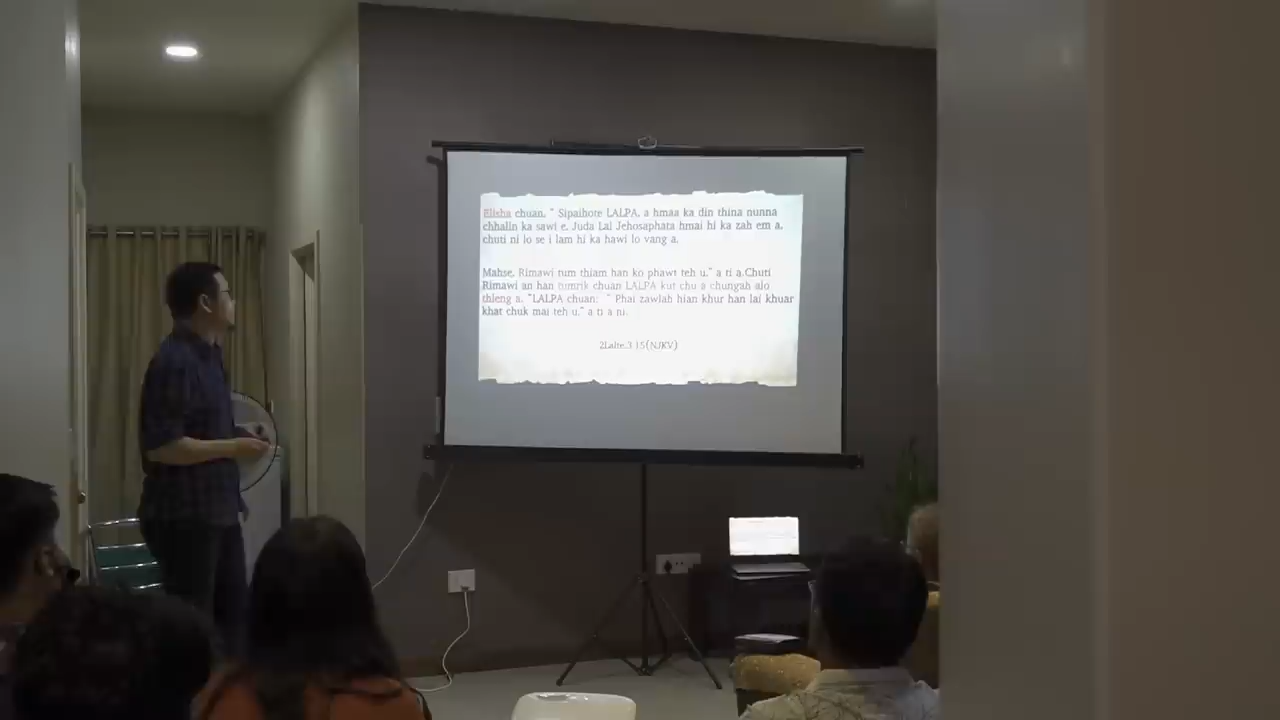 Elisha chuan, " Sipaihote LALPA, a hmaa ka din thina nunna
chhalin ka sawi e, Juda Lai Jehosaphata hmai hi ka zah em a,
chuti ni lo se i lam hi ka hawi lo vang a.
Mahse, Rimawi tum thiam han ko phawt teh u." a ti a.Chuti
Rimawi an han tumrik chuan LALPA kut chu a chungah alo
thleng a. "LALPA chuan: " Phai zawlah hian khur han lai khuar
khat chuk mai teh u." a ti a ni.
2Lalte.3 15(NJKV)